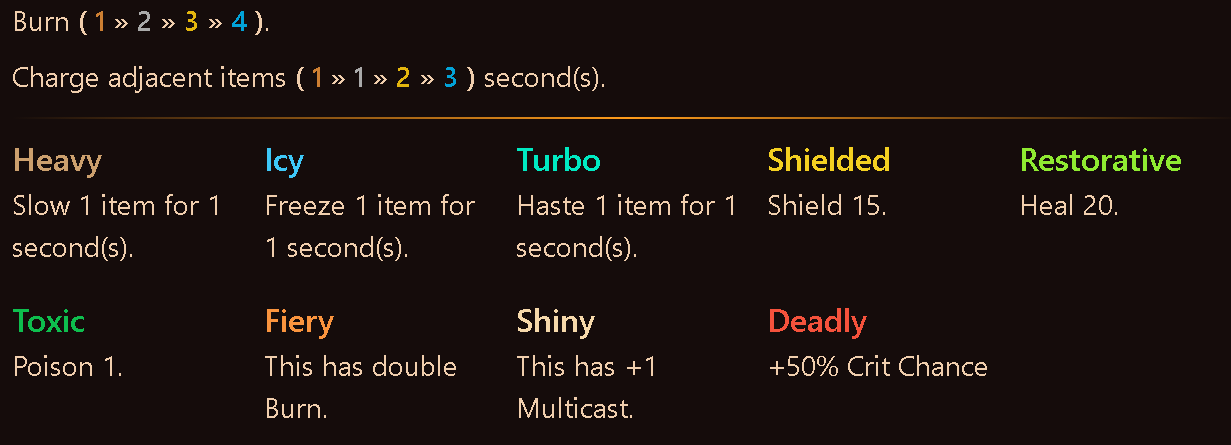 Burn ( 1 » 2 » 3 » 4 ).
Charge adjacent items ( 1 » 1 » 2 » 3 ) second(s).
Heavy
Slow 1 item for 1
second(s).
Icy
Freeze 1 item for
1 second(s).
Turbo
Haste 1 item for 1
second(s).
Shielded
Shield 15.
Restorative
Heal 20.
Toxic
Poison 1.
Fiery
This has double
Burn.
Shiny
This has +1
Multicast.
Deadly
+50% Crit Chance